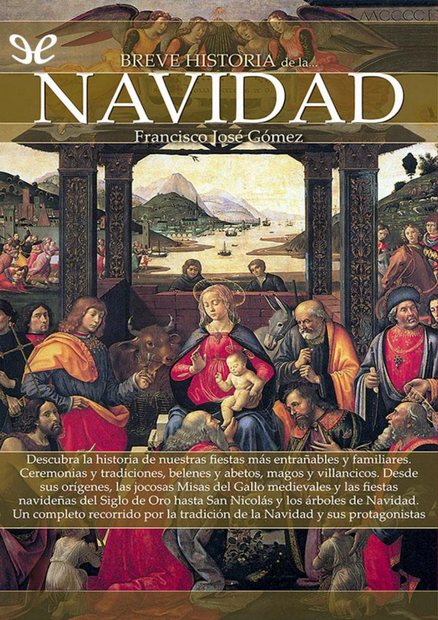 BREVE HISTORIA de la...
NAVIDAD
Francisco José Gómez
Descubra la historia de nuestras fiestas más entrañables y familiares.
Ceremonias y tradiciones, belenes y abetos, magos y villancicos. Desde
sus orígenes, las jocosas Misas del Gallo medievales y las fiestas
navideñas del Siglo de Oro hasta San Nicolás y los árboles de Navidad.
Un completo recorrido por la tradición de la Navidad y sus protagonistas